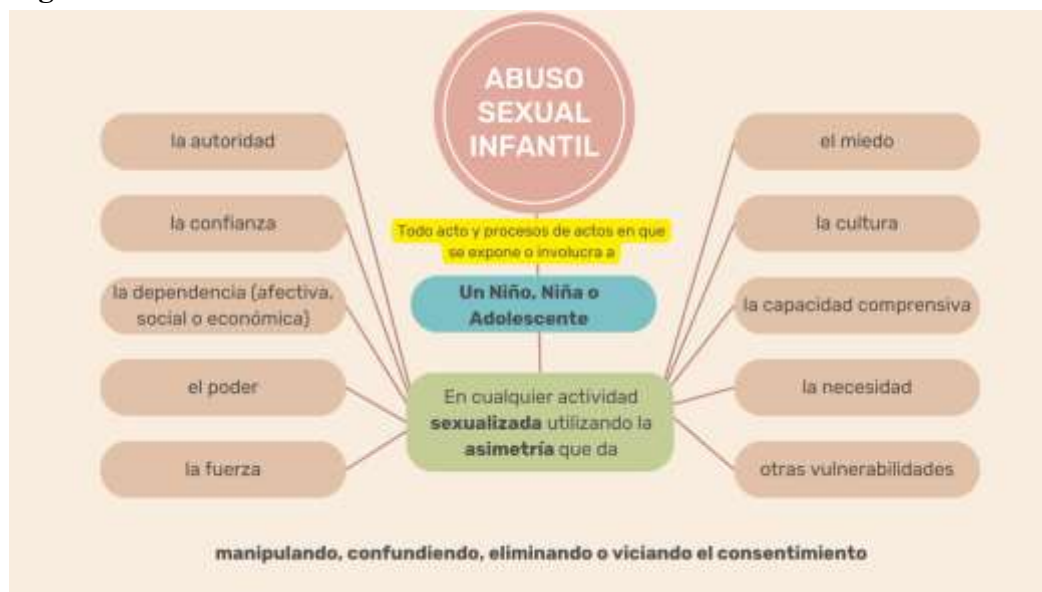 ABUSO
SEXUAL
INFANTIL
Todo acto y procesos de actos en que
se expone o involucra a
Un Niño, Niña o
Adolescente
En cualquier actividad
sexualizada utilizando la
asimetría que da
la autoridad
la confianza
la dependencia (afectiva,
social o económica)
el poder
la fuerza
el miedo
la cultura
la capacidad comprensiva
la necesidad
otras vulnerabilidades
manipulando, confundiendo, eliminando o viciando el consentimiento